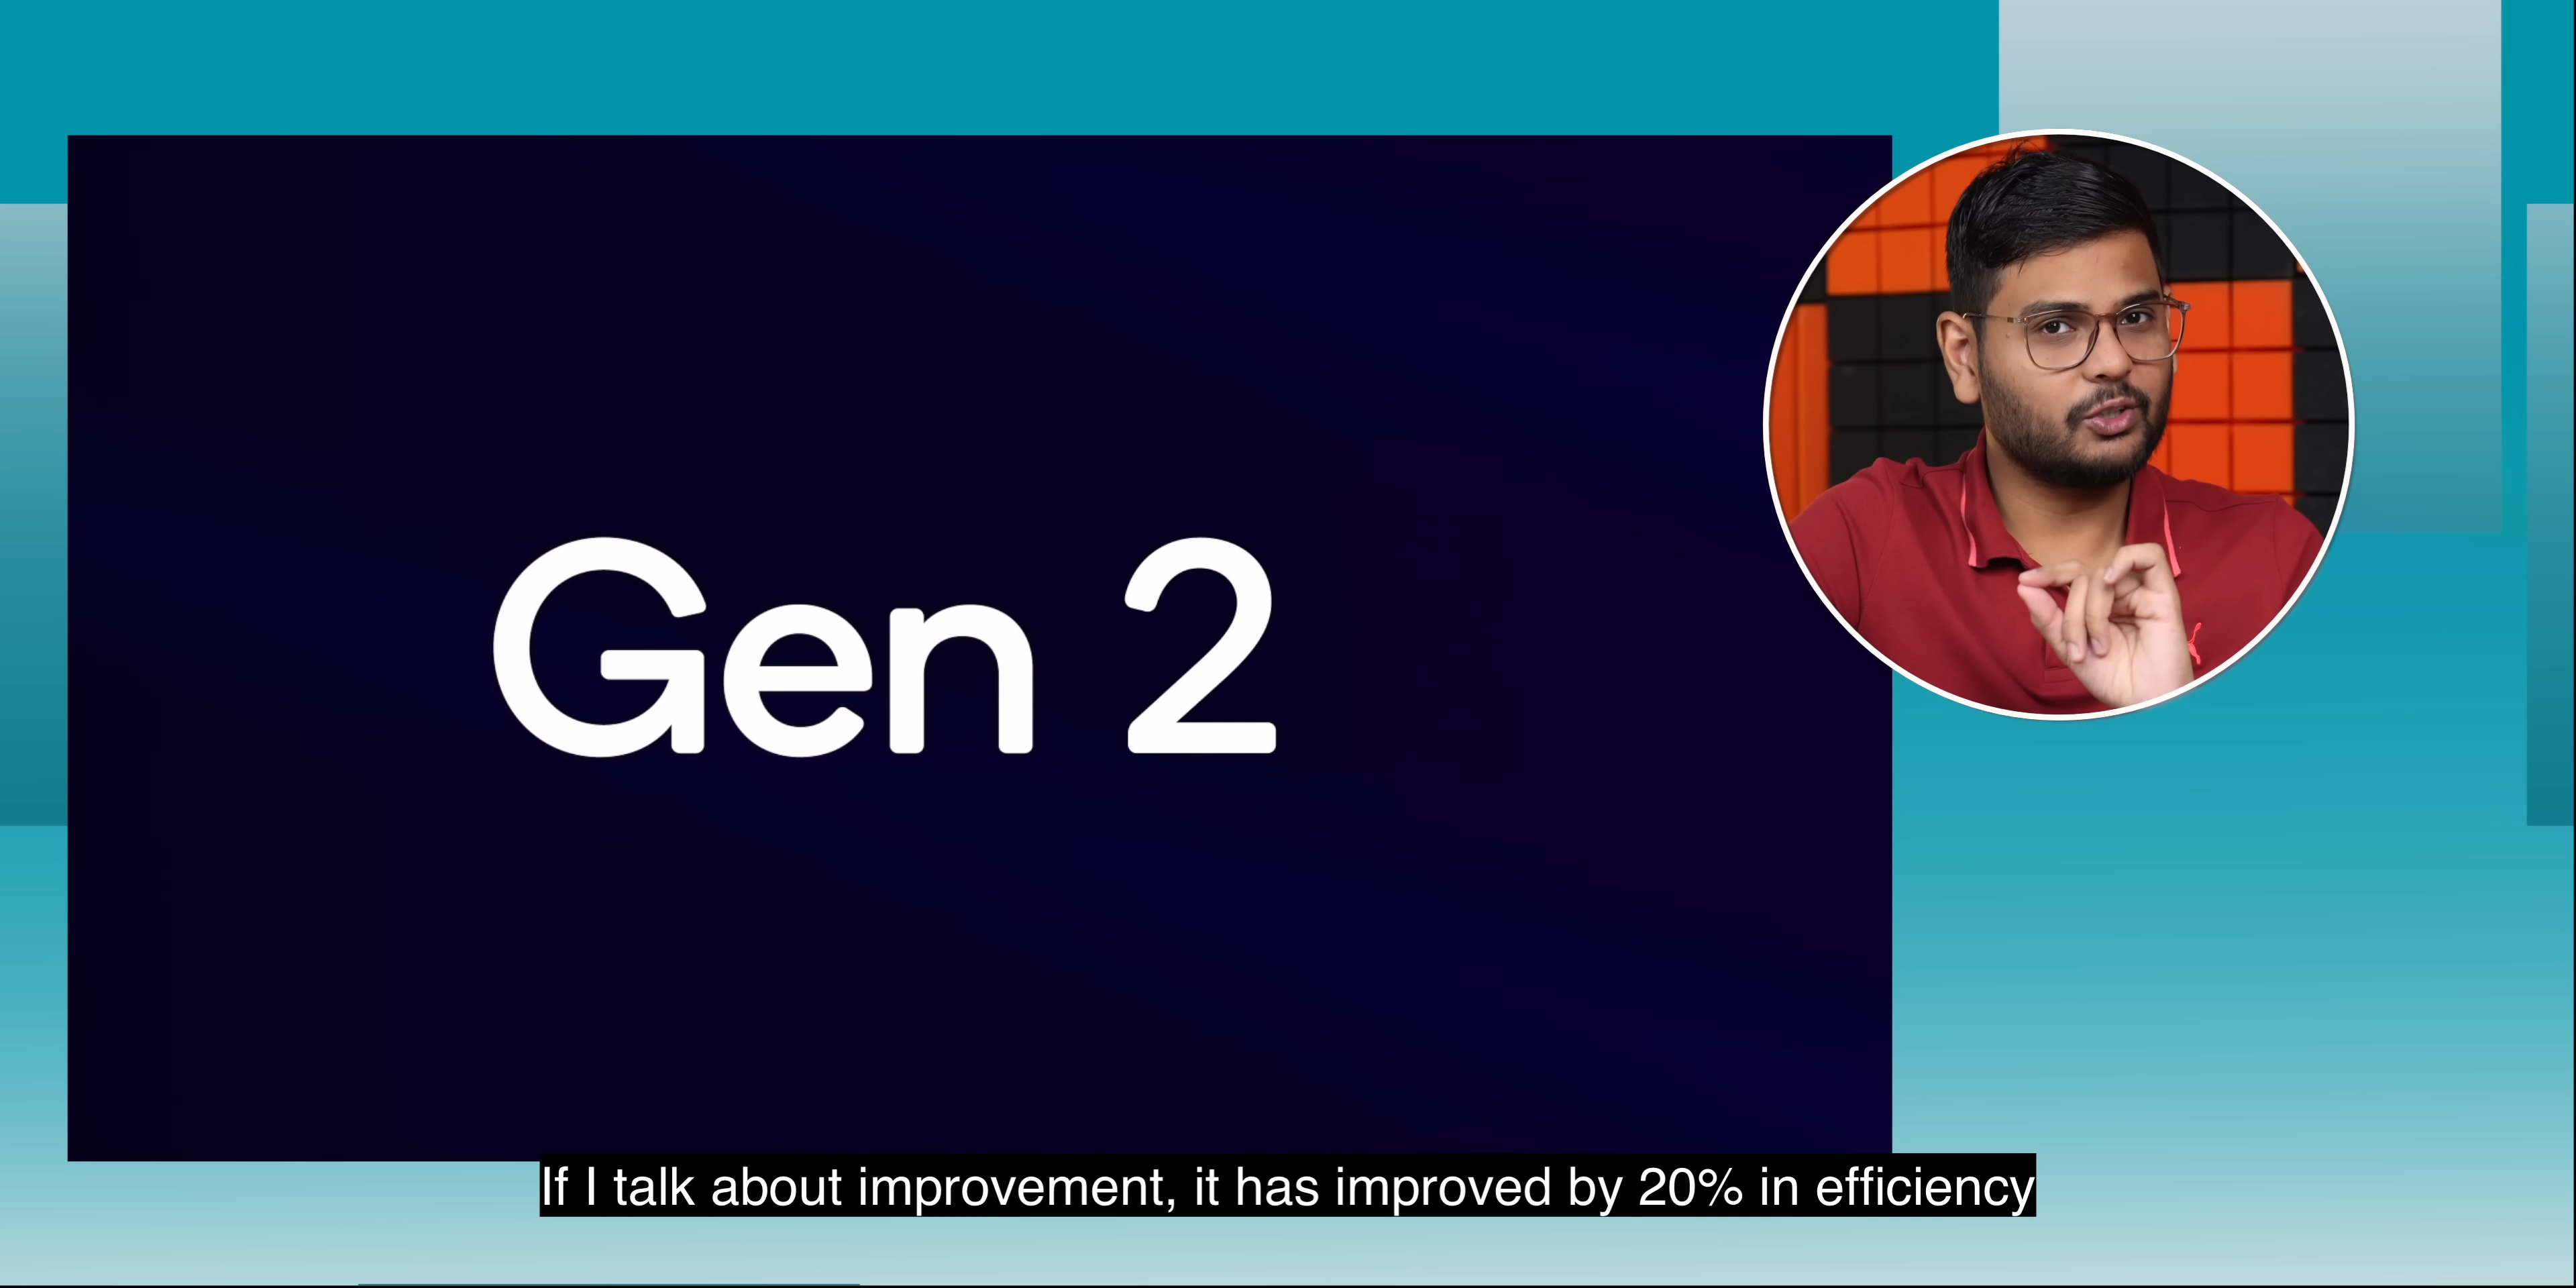 Gen 2
If I talk about improvement, it has improved by 20% in efficiency